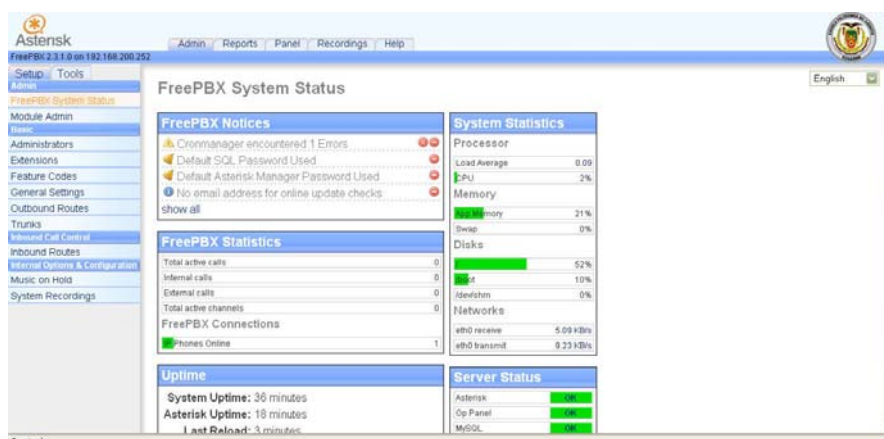 Asterisk
Admin Reports Panel Recordings Help
FreePBX 2.3.1.0 on 192.168.200.252
Setup Tools
English
Admin
FreePBX System Status
Module Admin
Basic
Administrators
Extensions
Feature Codes
General Settings
Outbound Routes
Trunks
Inbound Call Control
Inbound Routes
Internal Options & Configuration
Music on Hold
System Recordings
FreePBX System Status
FreePBX Notices
Cronmanager encountered 1 Errors
Default SQL Password Used
Default Asterisk Manager Password Used
No email address for online update checks
show all
FreePBX Statistics
Total active calls 0
Internal calls 0
External calls 0
Total active channels 0
FreePBX Connections
IP Phones Online 1
Uptime
System Uptime: 36 minutes
Asterisk Uptime: 18 minutes
Last Reload: 3 minutes
System Statistics
Processor
Load Average 0.09
CPU 2%
Memory
App Memory 21%
Swap 0%
Disks
/ 52%
/boot 10%
/dev/shm 0%
Networks
eth0 receive 5.09 KB/s
eth0 transmit 9.23 KB/s
Server Status
Asterisk OK
Op Panel OK
MySQL OK